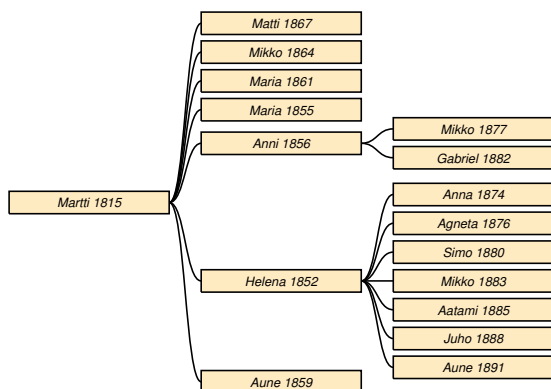 Matti 1867
Mikko 1864
Maria 1861
Maria 1855
Anni 1856
Mikko 1877
Gabriel 1882
Martti 1815
Anna 1874
Agneta 1876
Simo 1880
Helena 1852
Mikko 1883
Aatami 1885
Juho 1888
Aune 1891
Aune 1859